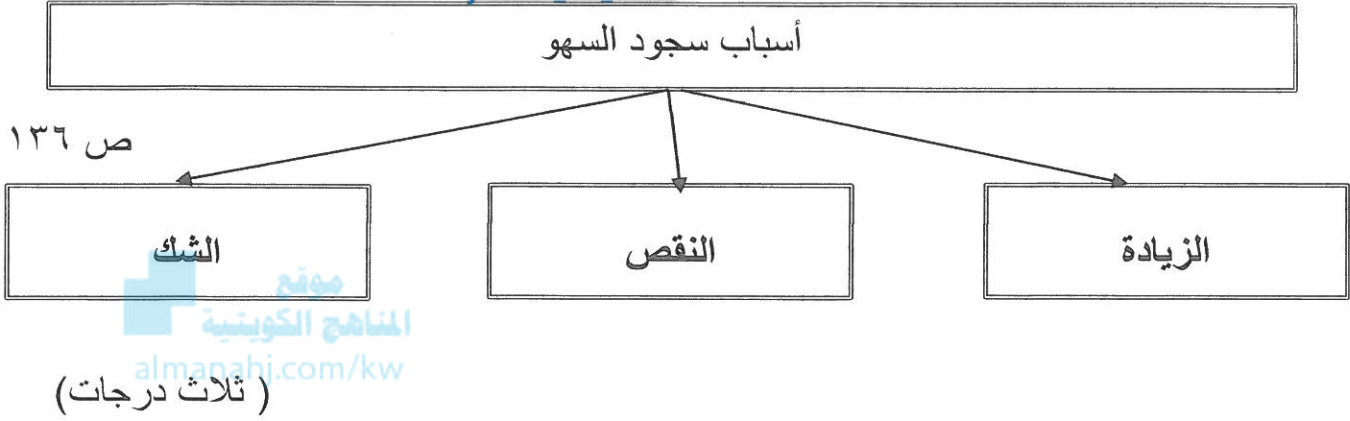 أسباب سجود السهو
ص ١٣٦
الزيادة
النقص
الشك
موقع
المناهج الكويتية
almanahj.com/kw
( ثلاث درجات)